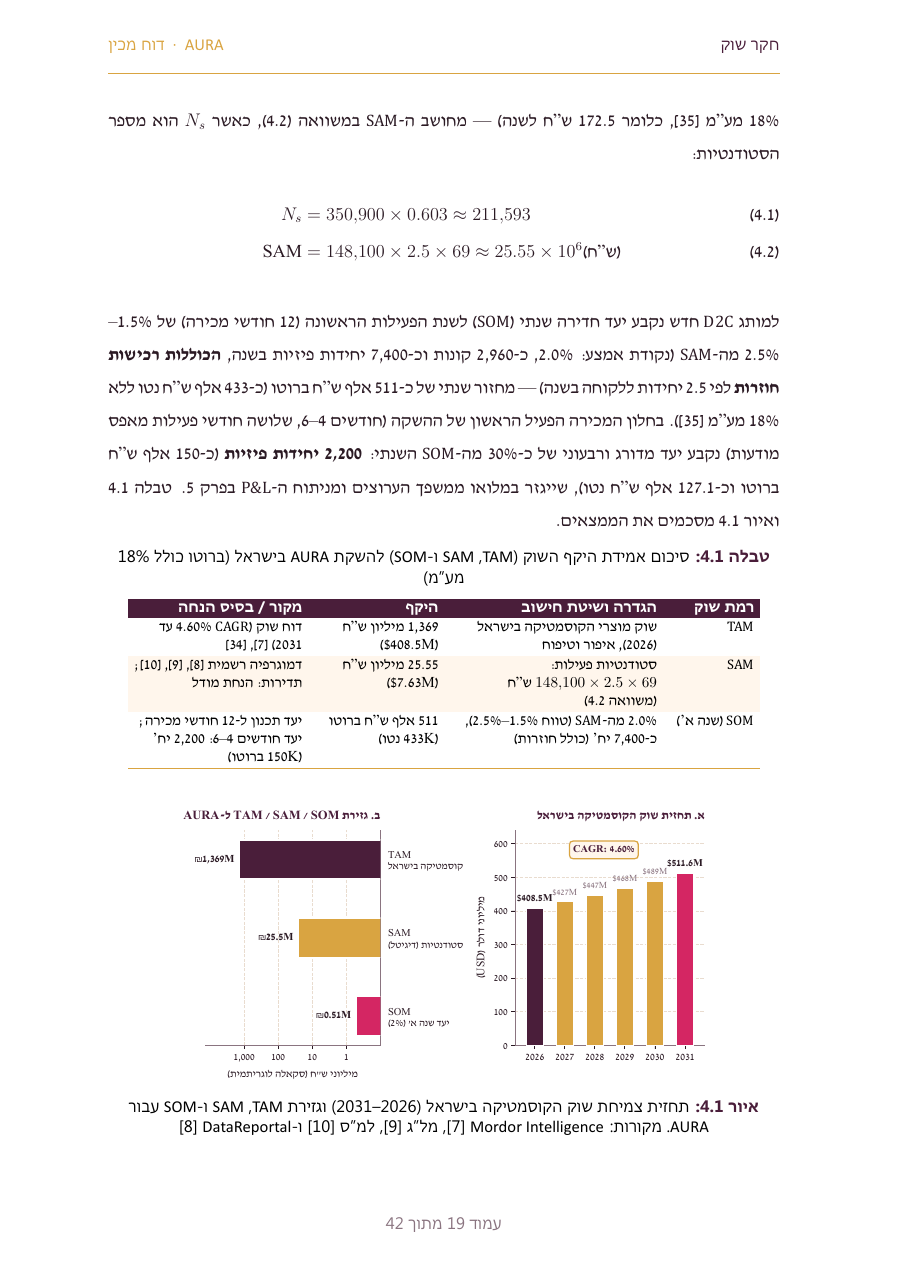 חקר שוק
AURA · דוח מכין
18% מע"מ [35], כלומר 172.5 ש"ח לשנה) — מחושב ה-SAM במשוואה (4.2), כאשר Nₛ הוא מספר
הסטודנטיות:
Nₛ = 350,900 × 0.603 ≈ 211,593 (4.1)
SAM = 148,100 × 2.5 × 69 ≈ 25.55 × 10⁶(ש"ח) (4.2)
למותג D2C חדש נקבע יעד חדירה שנתי (SOM) לשנת הפעילות הראשונה (12 חודשי מכירה) של 1.5%–
2.5% מה-SAM (נקודת אמצע: 2.0%, כ-2,960 קונות וכ-7,400 יחידות פיזיות בשנה, הכוללות רכישות
חוזרות לפי 2.5 יחידות ללקוחה בשנה) — מחזור שנתי של כ-511 אלף ש"ח ברוטו (כ-433 אלף ש"ח נטו ללא
18% מע"מ [35]). בחלון המכירה הפעיל הראשון של ההשקה (חודשים 4–6, שלושה חודשי פעילות מאפס
מודעות) נקבע יעד מדורג ורבעוני של כ-30% מה-SOM השנתי: 2,200 יחידות פיזיות (כ-150 אלף ש"ח
ברוטו וכ-127.1 אלף ש"ח נטו), שייגזר במלואו ממשפך הערוצים ומניתוח ה-P&L בפרק 5. טבלה 4.1
ואיור 4.1 מסכמים את הממצאים.
טבלה 4.1: סיכום אמידת היקף השוק (TAM, SAM ו-SOM) להשקת AURA בישראל (ברוטו כולל 18%
מע"מ)
רמת שוק הגדרה ושיטת חישוב היקף מקור / בסיס הנחה
TAM שוק מוצרי הקוסמטיקה בישראל 1,369 מיליון ש"ח דוח שוק (CAGR 4.60% עד
(2026), איפור וטיפוח ($408.5M) 2031) [7], [34]
SAM סטודנטיות פעילות: 25.55 מיליון ש"ח דמוגרפיה רשמית [8], [9], [10];
148,100 × 2.5 × 69 ש"ח ($7.63M) תדירות: הנחת מודל
(משוואה 4.2)
SOM (שנה א') 2.0% מה-SAM (טווח 1.5%–2.5%), 511 אלף ש"ח ברוטו יעד תכנון ל-12 חודשי מכירה;
כ-7,400 יח' (כולל חוזרות) (433K נטו) יעד חודשים 4–6: 2,200 יח'
(150K ברוטו)
א. תחזית שוק הקוסמטיקה בישראל
CAGR: 4.60%
מיליוני דולר (USD)
600
500
400
300
200
100
0
$408.5M $427M $447M $468M $489M $511.6M
2026 2027 2028 2029 2030 2031
ב. גזירת TAM / SAM / SOM ל-AURA
TAM
קוסמטיקה בישראל
₪1,369M
SAM
סטודנטיות (דיגיטל)
₪25.5M
SOM
יעד שנה א' (2%)
₪0.51M
1,000 100 10 1
מיליוני ש"ח (סקאלה לוגריתמית)
איור 4.1: תחזית צמיחת שוק הקוסמטיקה בישראל (2026–2031) וגזירת TAM, SAM ו-SOM עבור
AURA. מקורות: Mordor Intelligence [7], מל"ג [9], למ"ס [10] ו-DataReportal [8]
עמוד 19 מתוך 42